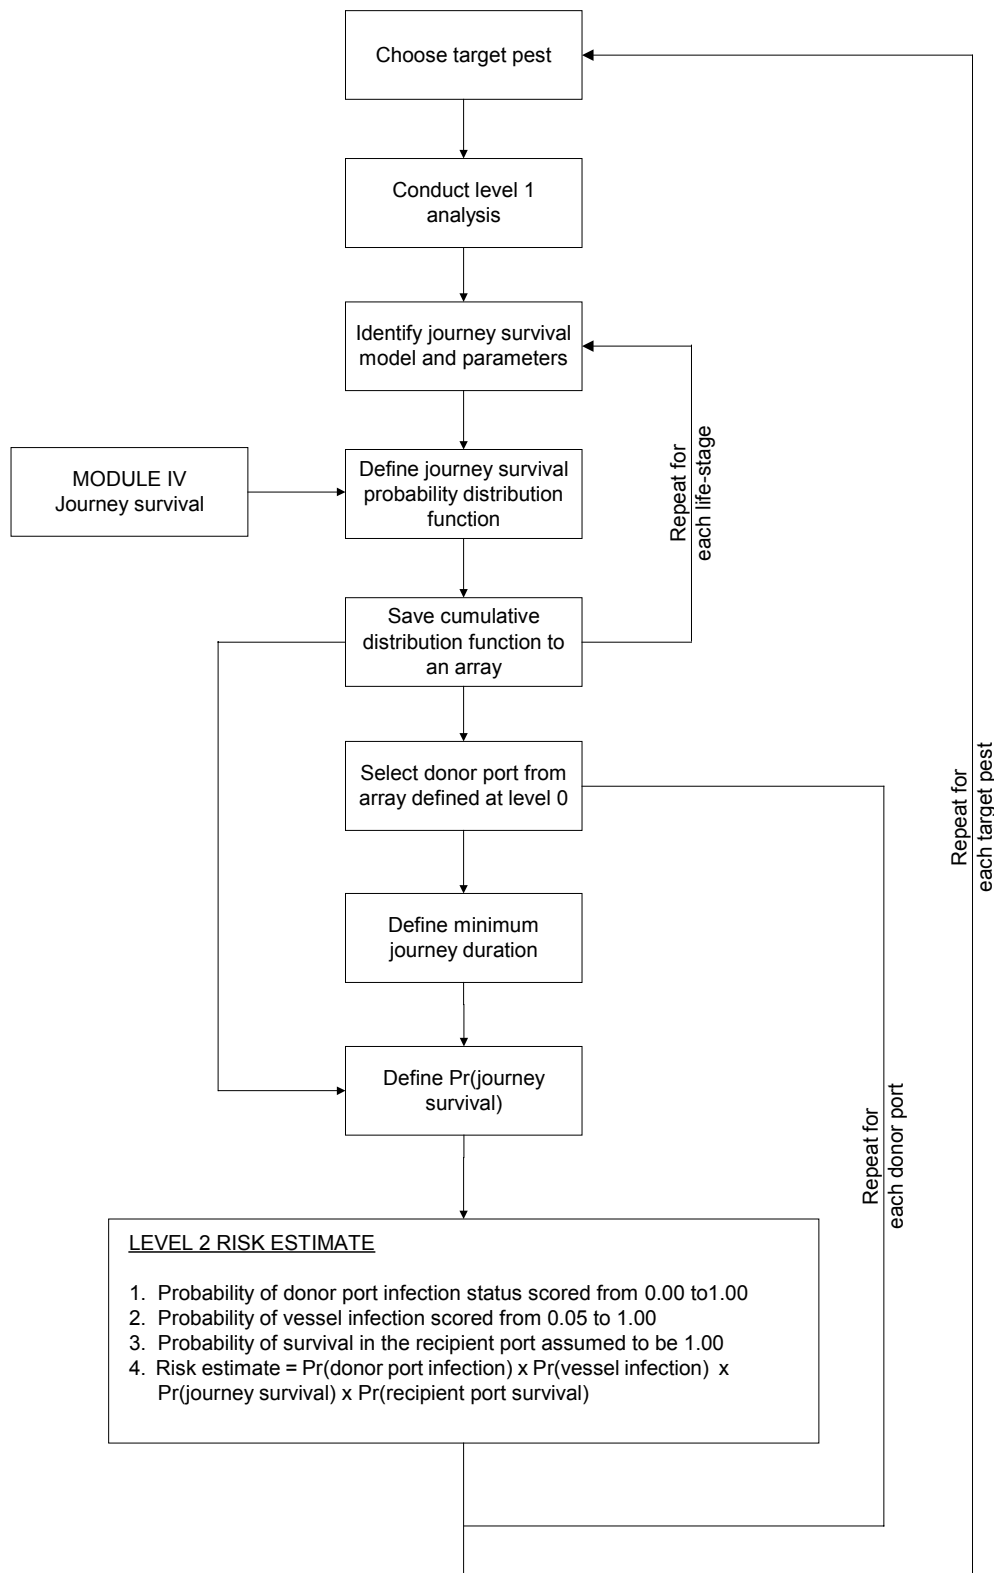 Choose target pest
Conduct level 1
analysis
Identify journey survival
model and parameters
MODULE IV
Journey survival
Define journey survival
probability distribution
function
Repeat for
each life-stage
Save cumulative
distribution function to
an array
Select donor port from
array defined at level 0
Repeat for
each target pest
Define minimum
journey duration
Define Pr(journey
survival)
Repeat for
each donor port
LEVEL 2 RISK ESTIMATE
1. Probability of donor port infection status scored from 0.00 to1.00
2. Probability of vessel infection scored from 0.05 to 1.00
3. Probability of survival in the recipient port assumed to be 1.00
4. Risk estimate = Pr(donor port infection) x Pr(vessel infection) x
Pr(journey survival) x Pr(recipient port survival)